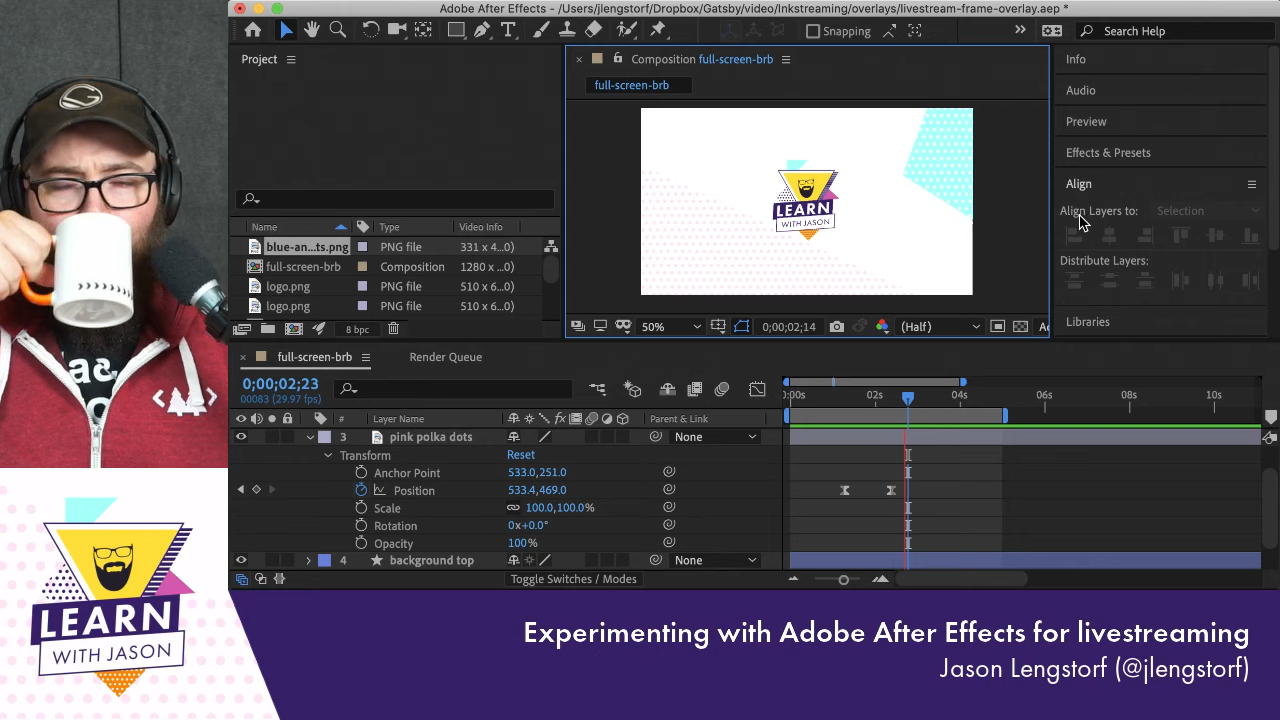 Adobe After Effects - /Users/jlengstorf/Dropbox/Gatsby/video/lnkstreaming/overlays/livestream-frame-overlay.aep *
Snapping
Search Help
Project
Composition full-screen-brb
full-screen-brb
Info
Audio
Preview
Effects & Presets
Align
Align Layers to: Selection
Distribute Layers:
Libraries
Name Type Video Info
blue-an...ts.png PNG file 331 x 4...0)
full-screen-brb Composition 1280 x ...0)
logo.png PNG file 510 x 6...0)
logo.png PNG file 510 x 6...0)
8 bpc
LEARN
WITH JASON
50% 0;00;02;14 (Half)
full-screen-brb Render Queue
0;00;02;23
00083 (29.97 fps)
# Layer Name Parent & Link
:00s 02s 04s 06s 08s 10s
3 pink polka dots None
Transform Reset
Anchor Point 533.0,251.0
Position 533.4,469.0
Scale 100.0,100.0%
Rotation 0x+0.0°
Opacity 100%
4 background top None
Toggle Switches / Modes
LEARN
WITH JASON
Experimenting with Adobe After Effects for livestreaming
Jason Lengstorf (@jlengstorf)